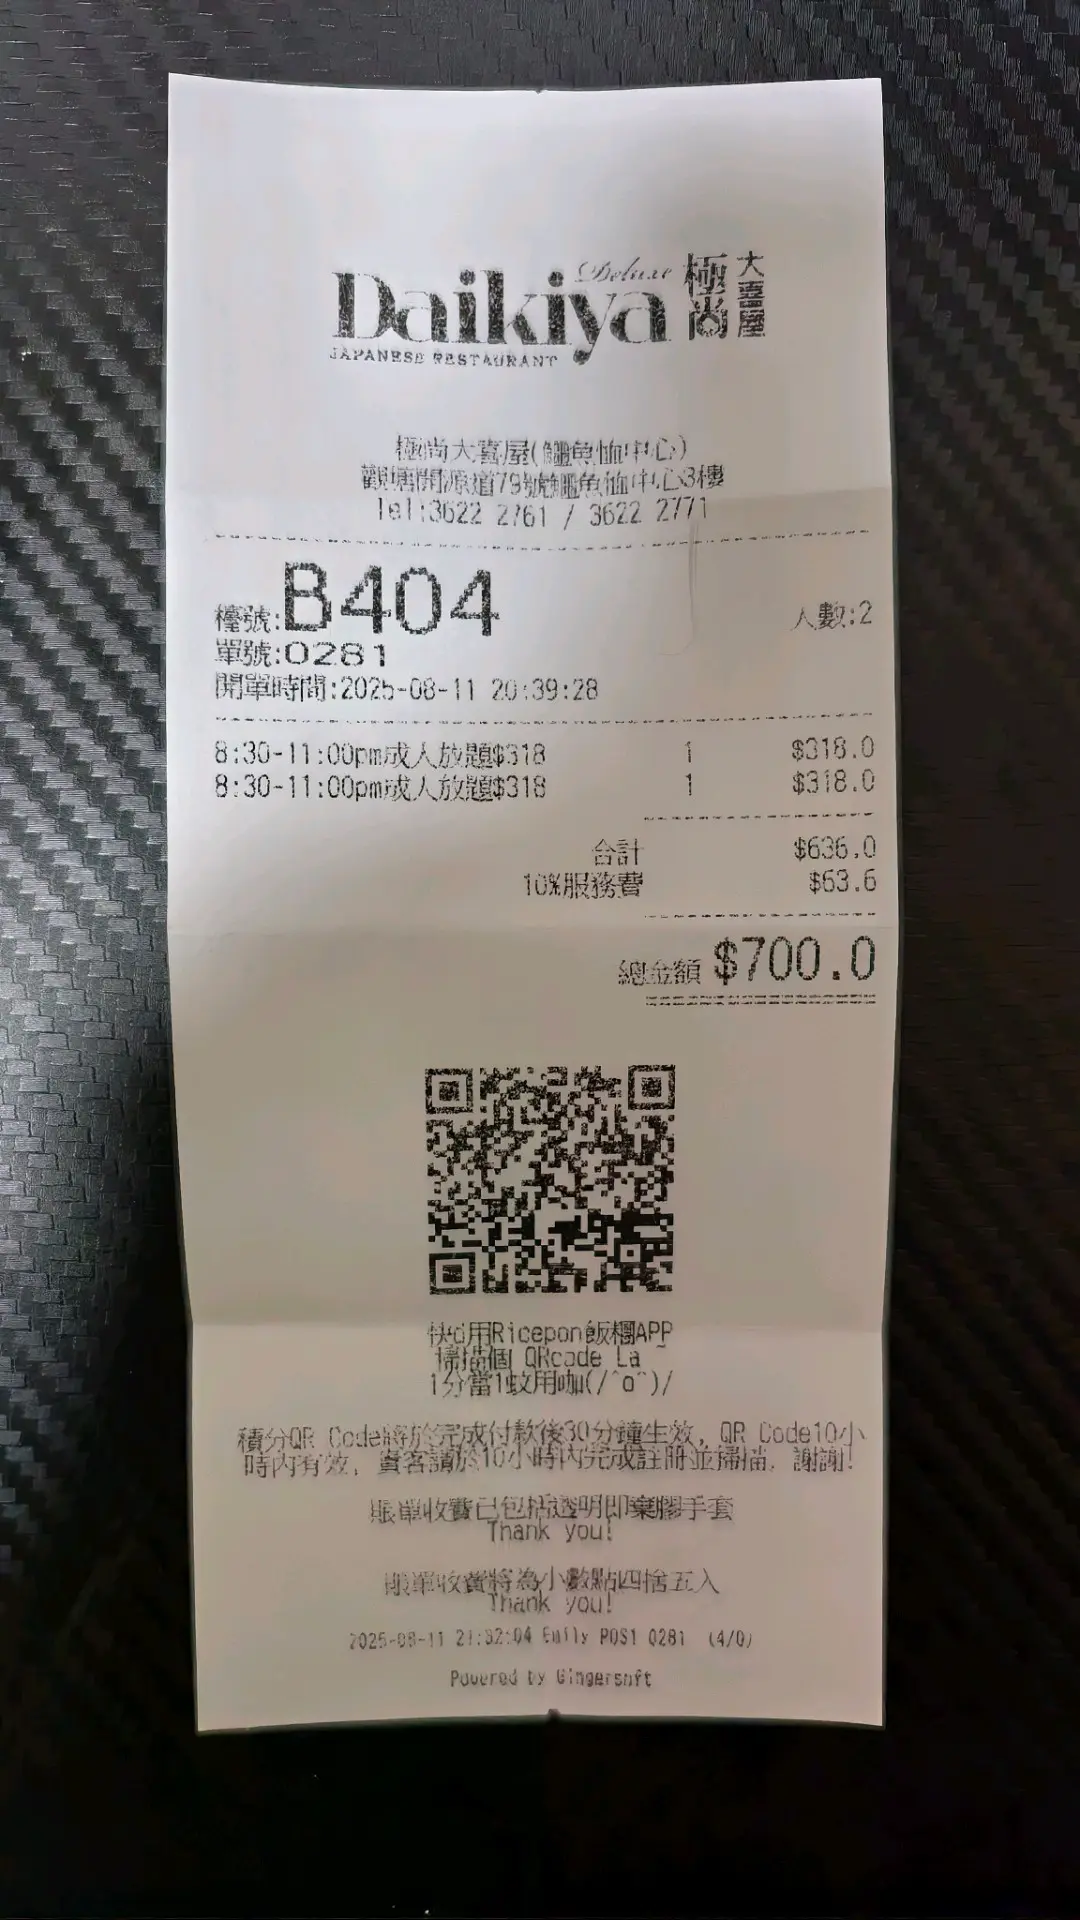 Daikiya Deluxe 極尚 大喜屋
JAPANESE RESTAURANT
極尚大喜屋(鱷魚恤中心)
觀塘開源道79號鱷魚恤中心3樓
Tel:3622 2761 / 3622 2771
檯號:B404 人數:2
單號:0281
開單時間:2025-08-11 20:39:28
8:30-11:00pm成人放題$318 1 $318.0
8:30-11:00pm成人放題$318 1 $318.0
合計 $636.0
10%服務費 $63.6
總金額 $700.0
快d用Ricepon飯糰APP
掃描個 QRcode La~
1分當1蚊用咖(/^o^)/
積分QR Code將於完成付款後30分鐘生效, QR Code10小
時內有效, 貴客請於10小時內完成註冊並掃描, 謝謝!
賬單收費已包括透明即棄膠手套
Thank you!
賬單收費將為小數點四捨五入
Thank you!
2025-08-11 21:32:04 Emily POS1 0281 (4/0)
Powered by Gingersoft